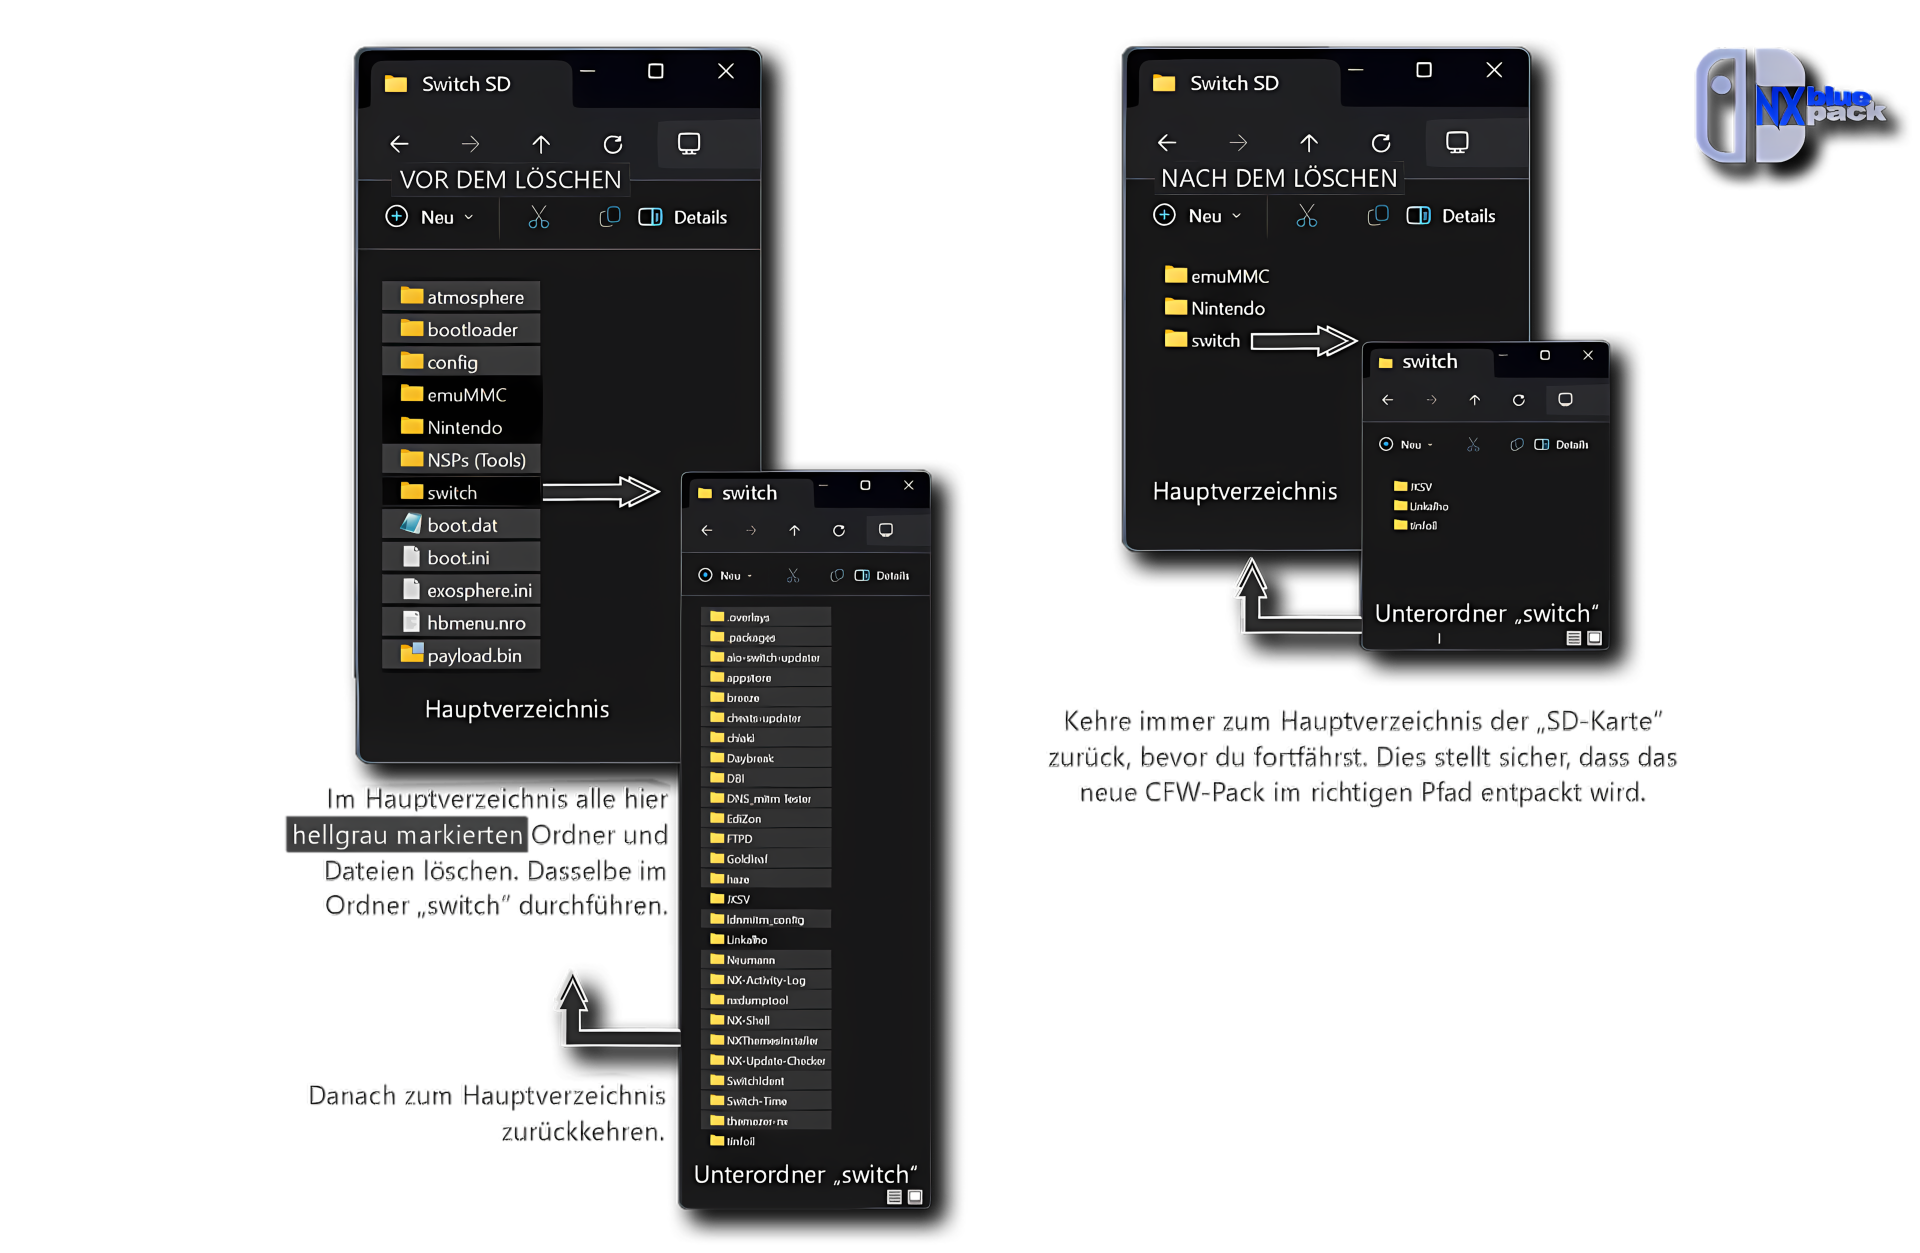 Switch SD
VOR DEM LÖSCHEN
Neu
Details
atmosphere
bootloader
config
emuMMC
Nintendo
NSPs (Tools)
switch
boot.dat
boot.ini
exosphere.ini
hbmenu.nro
payload.bin
Hauptverzeichnis
Im Hauptverzeichnis alle hier
hellgrau markierten Ordner und
Dateien löschen. Dasselbe im
Ordner „switch“ durchführen.
Danach zum Hauptverzeichnis
zurückkehren.
switch
Neu
Details
.overlays
.packages
aio-switch-updater
appstore
breeze
cheats-updater
chiaki
Daybreak
DBI
DNS_mitm Tester
EdiZon
FTPD
Goldleaf
haze
JKSV
ldnmitm_config
Linkalho
Neumann
NX-Activity-Log
nxdumptool
NX-Shell
NXThemesInstaller
NX-Update-Checker
SwitchIdent
Switch-Time
themezer-nx
tinfoil
Unterordner „switch“
Switch SD
NACH DEM LÖSCHEN
Neu
Details
emuMMC
Nintendo
switch
Hauptverzeichnis
switch
Neu
Details
JKSV
Linkalho
tinfoil
Unterordner „switch“
Kehre immer zum Hauptverzeichnis der „SD-Karte“
zurück, bevor du fortfährst. Dies stellt sicher, dass das
neue CFW-Pack im richtigen Pfad entpackt wird.
NX blue
pack